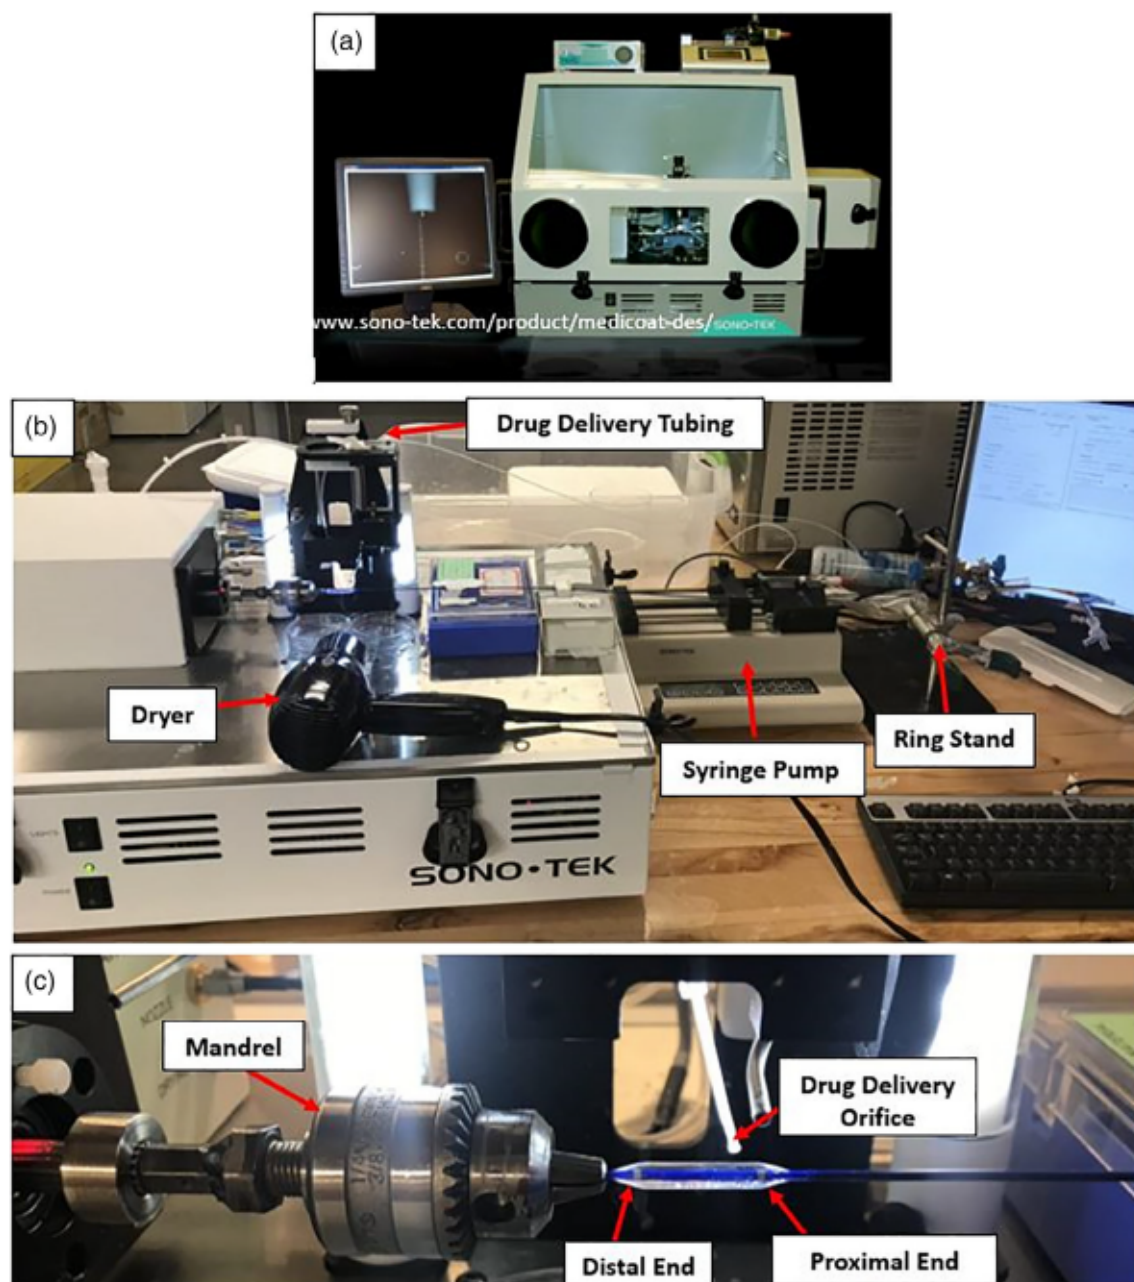 (a)
www.sono-tek.com/product/medicoat-des/
SONO•TEK
(b)
Drug Delivery Tubing
Dryer
Syringe Pump
Ring Stand
SONO•TEK
(c)
Mandrel
NOZZLE
Drug Delivery
Orifice
Distal End
Proximal End